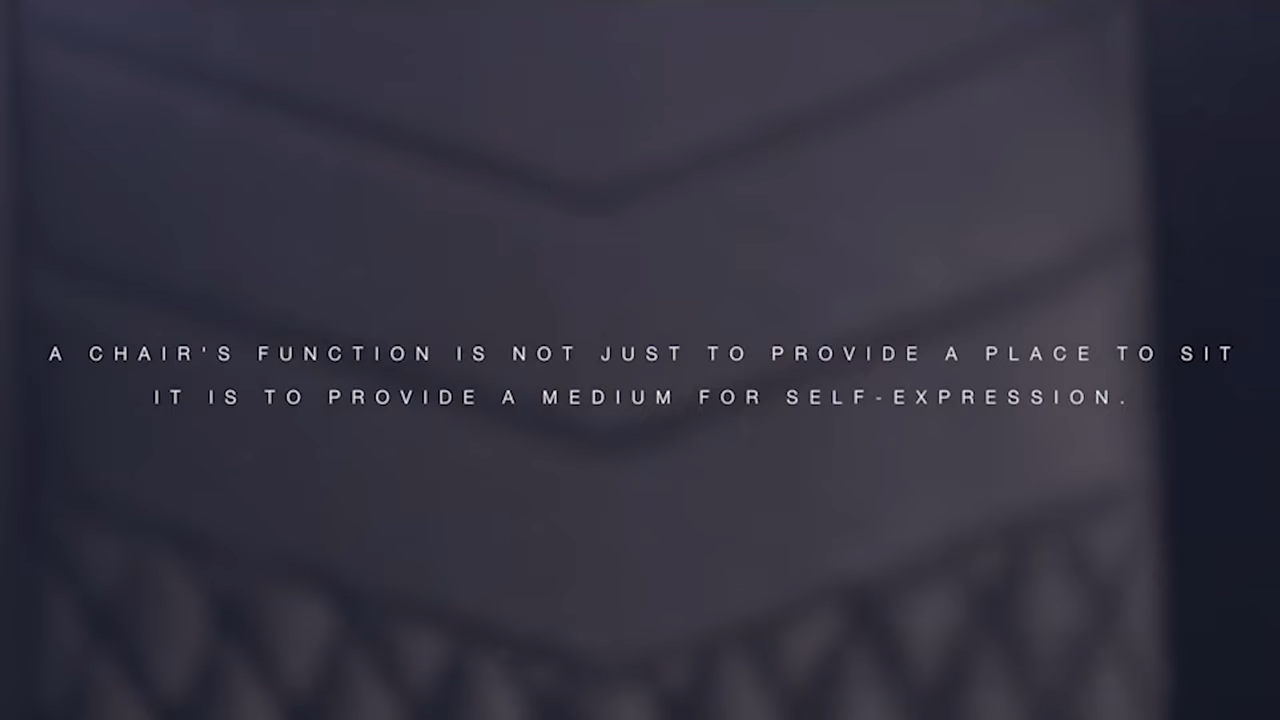 A CHAIR'S FUNCTION IS NOT JUST TO PROVIDE A PLACE TO SIT
IT IS TO PROVIDE A MEDIUM FOR SELF-EXPRESSION.